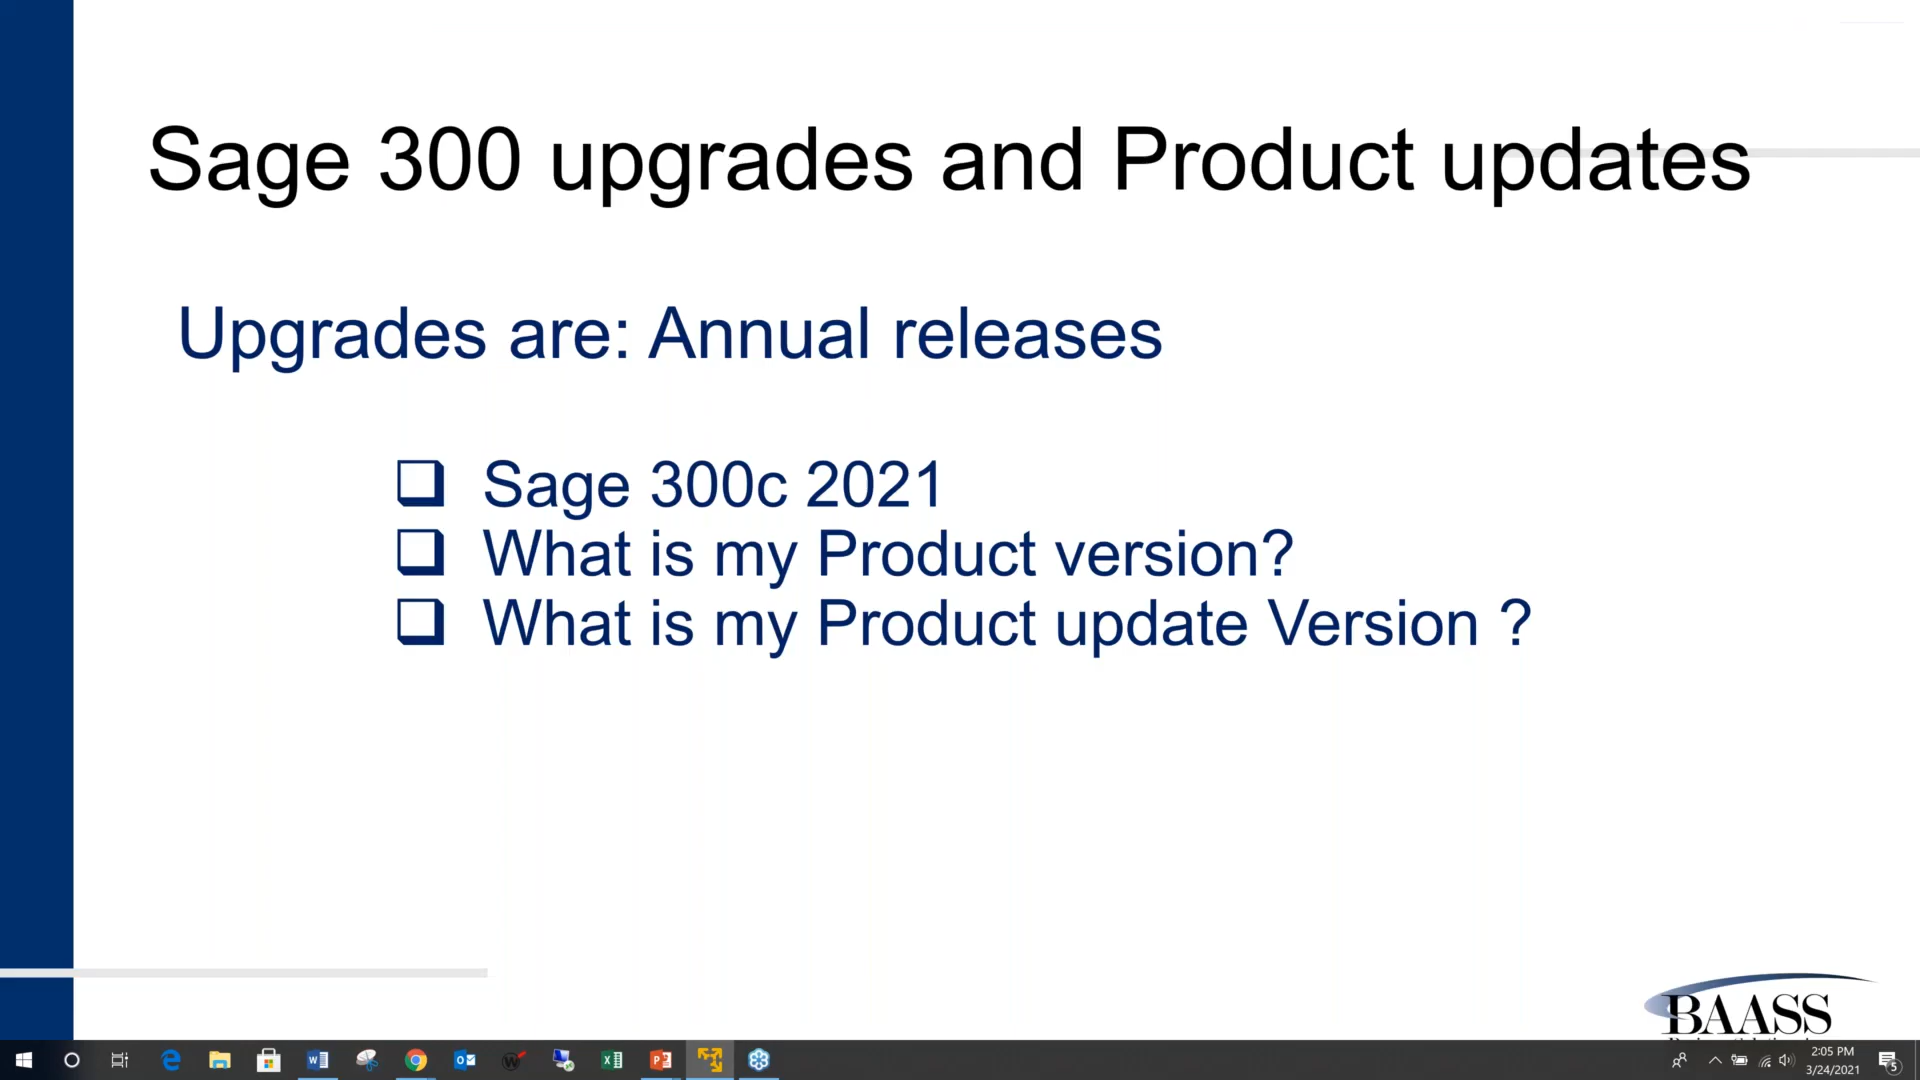 Sage 300 upgrades and Product updates
Upgrades are: Annual releases
Sage 300c 2021
What is my Product version?
What is my Product update Version ?
BAASS
2:05 PM
3/24/2021
5